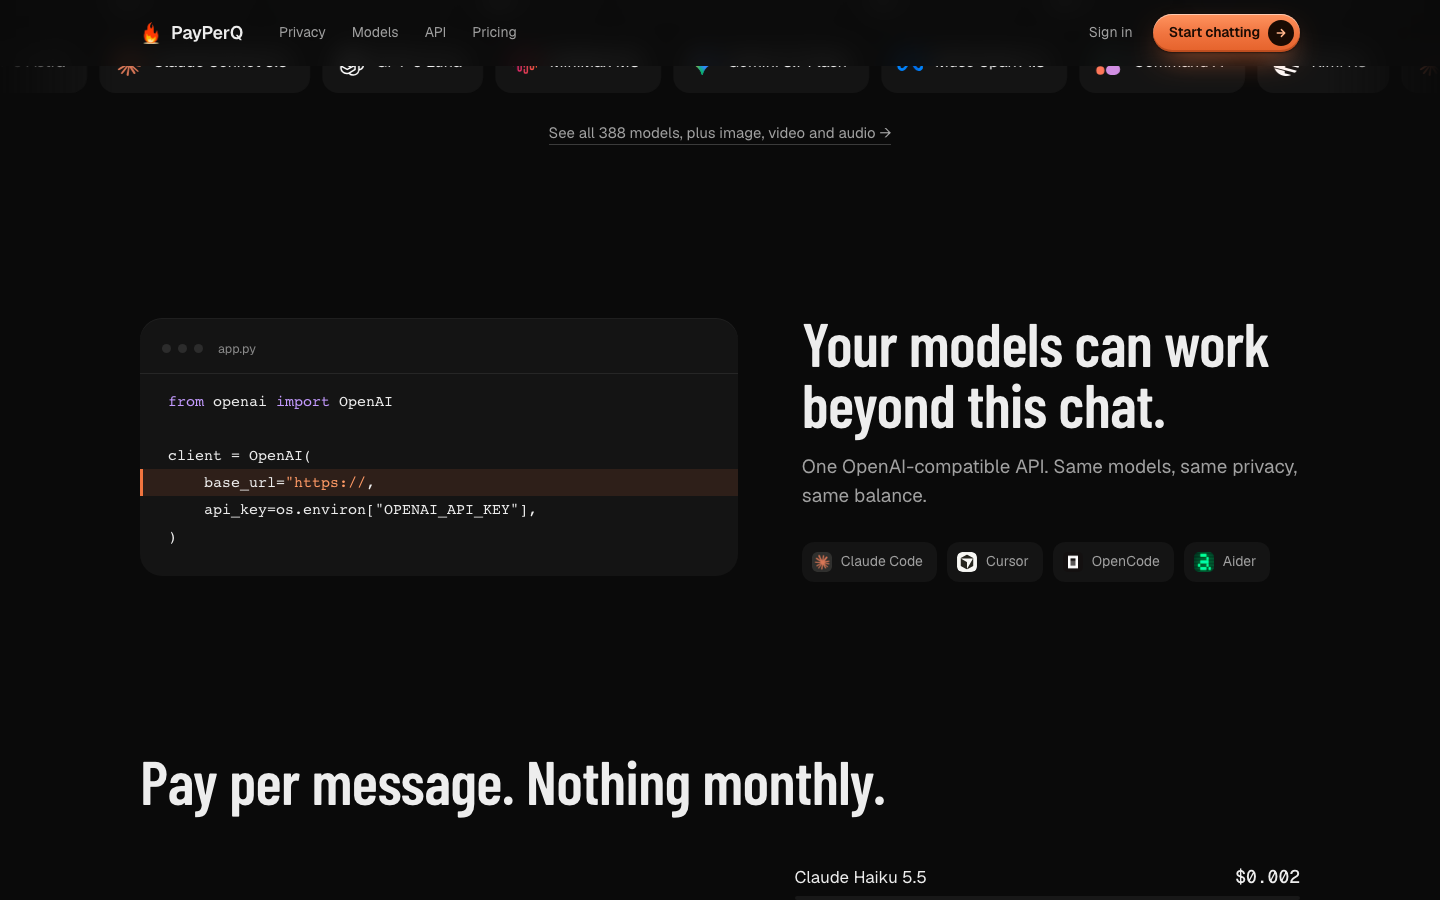 PayPerQ Privacy Models API Pricing Sign in Start chatting →
See all 388 models, plus image, video and audio →
app.py
from openai import OpenAI
client = OpenAI(
base_url="https://,
api_key=os.environ["OPENAI_API_KEY"],
)
Your models can work
beyond this chat.
One OpenAI-compatible API. Same models, same privacy,
same balance.
Claude Code Cursor OpenCode Aider
Pay per message. Nothing monthly.
Claude Haiku 5.5 $0.002